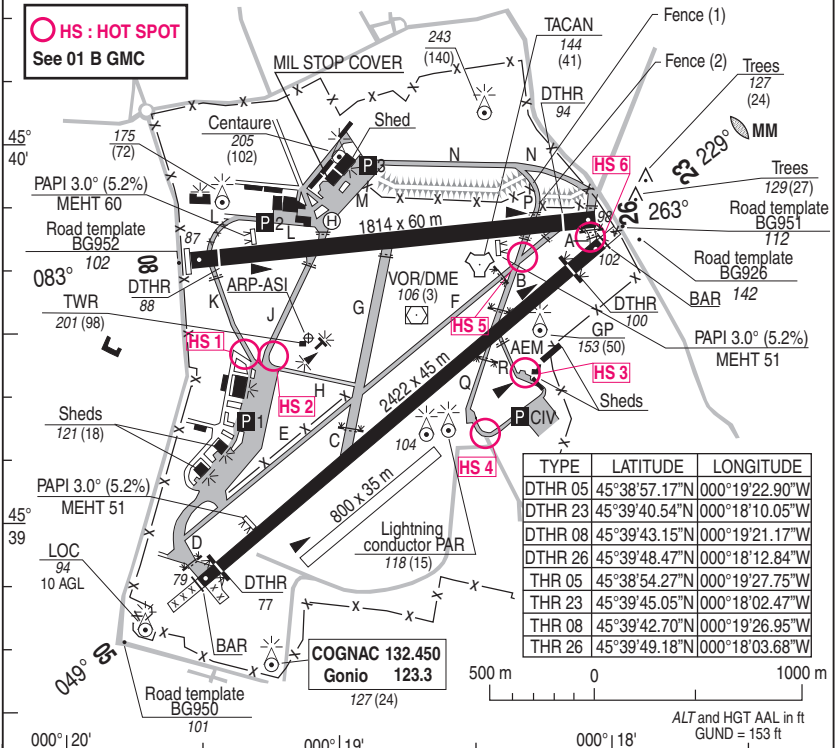 HS : HOT SPOT
See 01 B GMC
MIL STOP COVER
243
(140)
TACAN
144
(41)
Fence (1)
Fence (2)
DTHR
94
Trees
127
(24)
MM
23 229°
45°
40'
175
(72)
Centaure
205
(102)
Shed
P 3
N
N
HS 6
Trees
129 (27)
26 263°
PAPI 3.0° (5.2%)
MEHT 60
Road template
BG952
102
L
P 2
L
H
M
P
98
1814 x 60 m
Road template
BG951
112
87
08
083°
DTHR
88
ARP-ASI
A
102
Road template
BG926
142
BAR
K
J
G
VOR/DME
106 (3)
F
B
HS 5
DTHR
100
TWR
201 (98)
GP
153 (50)
PAPI 3.0° (5.2%)
MEHT 51
HS 1
HS 2
H
2422 x 45 m
AEM
R
HS 3
Sheds
Q
P CIV
Sheds
121 (18)
P 1
E
C
104
HS 4
PAPI 3.0° (5.2%)
MEHT 51
800 x 35 m
Lightning
conductor PAR
118 (15)
45°
39
LOC
94
10 AGL
D
79
DTHR
77
BAR
049° 05
Road template
BG950
101
COGNAC 132.450
Gonio 123.3
127 (24)
TYPE LATITUDE LONGITUDE
DTHR 05 45°38'57.17"N 000°19'22.90"W
DTHR 23 45°39'40.54"N 000°18'10.05"W
DTHR 08 45°39'43.15"N 000°19'21.17"W
DTHR 26 45°39'48.47"N 000°18'12.84"W
THR 05 45°38'54.27"N 000°19'27.75"W
THR 23 45°39'45.05"N 000°18'02.47"W
THR 08 45°39'42.70"N 000°19'26.95"W
THR 26 45°39'49.18"N 000°18'03.68"W
500 m 0 1000 m
ALT and HGT AAL in ft
GUND = 153 ft
000° 20' 000° 19' 000° 18'